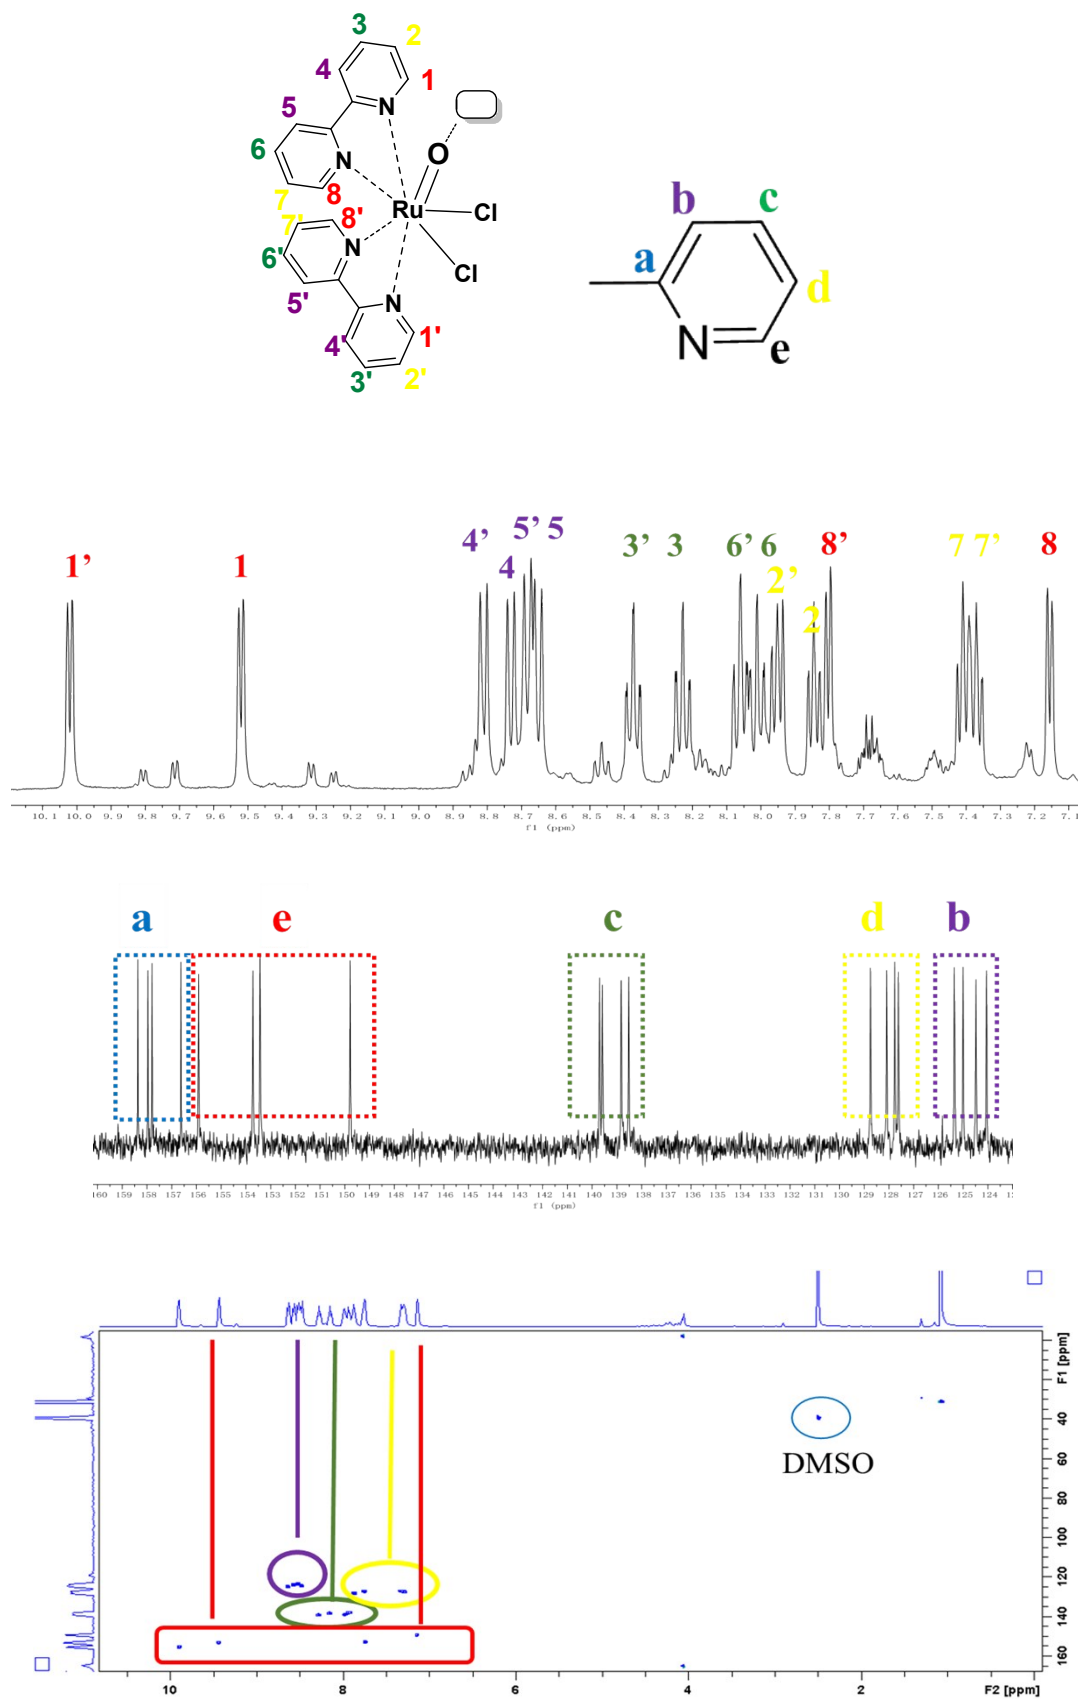 3
2
4
1
N
5
O
6
N
7
8
Ru
Cl
7'
8'
6'
N
Cl
5'
N
4'
1'
3'
2'
b
c
a
d
N
e
1’
1
4’
4
5’ 5
3’
3
6’ 6
2’
2
8’
7 7’
8
10.1 10.0 9.9 9.8 9.7 9.6 9.5 9.4 9.3 9.2 9.1 9.0 8.9 8.8 8.7 8.6 8.5 8.4 8.3 8.2 8.1 8.0 7.9 7.8 7.7 7.6 7.5 7.4 7.3 7.2 7.1
f1 (ppm)
a
e
c
d
b
160 159 158 157 156 155 154 153 152 151 150 149 148 147 146 145 144 143 142 141 140 139 138 137 136 135 134 133 132 131 130 129 128 127 126 125 124
f1 (ppm)
F1 [ppm]
40
60
80
100
120
140
160
DMSO
10
8
6
4
2
F2 [ppm]